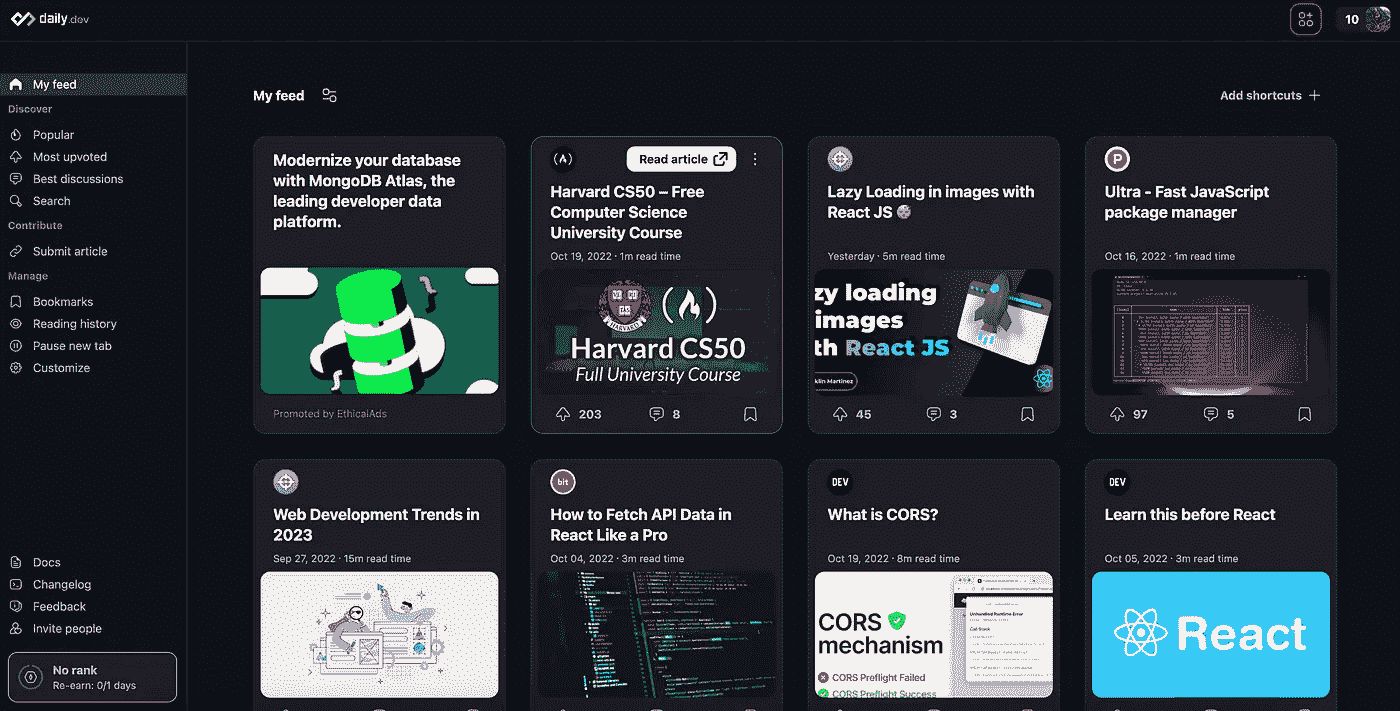 daily.dev
10
My feed
Discover
Popular
Most upvoted
Best discussions
Search
Contribute
Submit article
Manage
Bookmarks
Reading history
Pause new tab
Customize
Docs
Changelog
Feedback
Invite people
No rank
Re-earn: 0/1 days
My feed
Add shortcuts
Modernize your database
with MongoDB Atlas, the
leading developer data
platform.
Promoted by EthicalAds
Read article
Harvard CS50 – Free
Computer Science
University Course
Oct 19, 2022 · 1m read time
HARVARD
Harvard CS50
Full University Course
203
8
Lazy Loading in images with
React JS
Yesterday · 5m read time
zy loading
images
th React JS
klin Martinez
45
3
P
Ultra - Fast JavaScript
package manager
Oct 16, 2022 · 1m read time
97
5
Web Development Trends in
2023
Sep 27, 2022 · 15m read time
bit
How to Fetch API Data in
React Like a Pro
Oct 04, 2022 · 3m read time
DEV
What is CORS?
Oct 19, 2022 · 8m read time
CORS
mechanism
CORS Preflight Failed
CORS Preflight Success
Unhandled Runtime Error
Call Stack
DEV
Learn this before React
Oct 05, 2022 · 3m read time
React